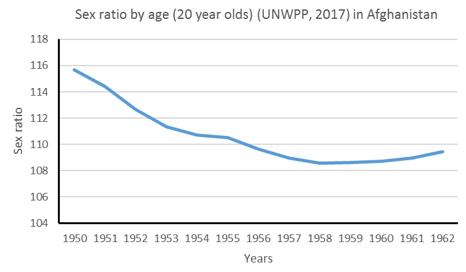 Sex ratio by age (20 year olds) (UNWPP, 2017) in Afghanistan
118
116
114
112
110
108
106
104
Sex ratio
1950 1951 1952 1953 1954 1955 1956 1957 1958 1959 1960 1961 1962
Years